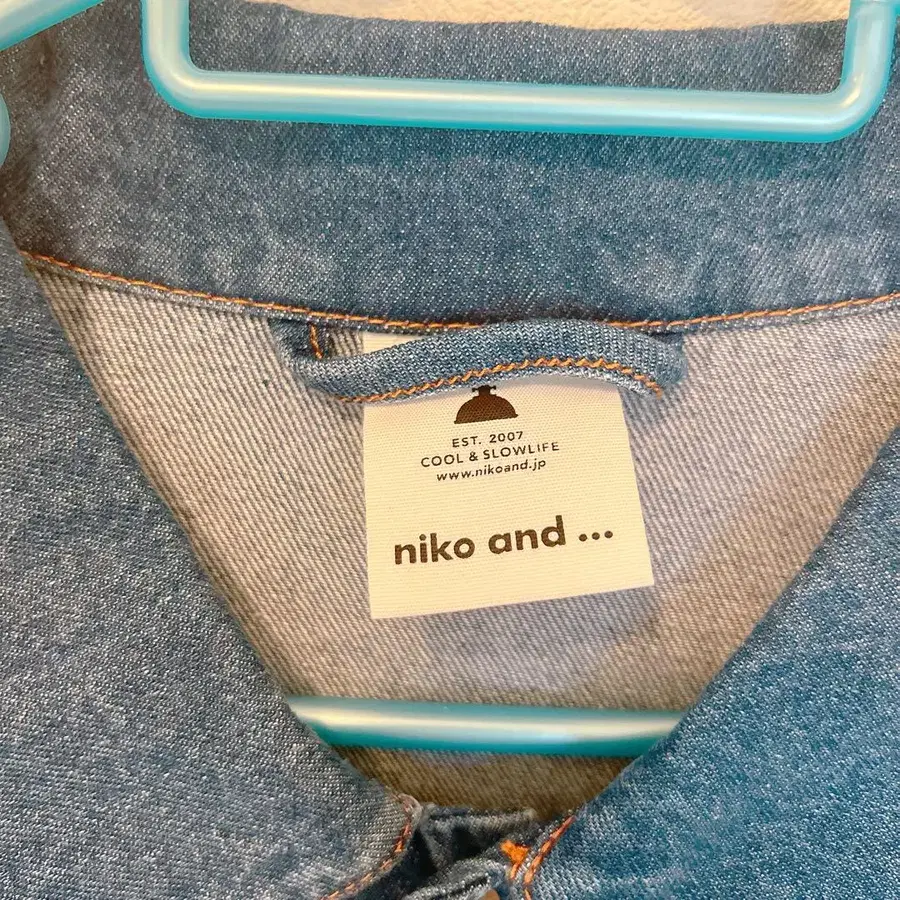 EST. 2007
COOL & SLOWLIFE
www.nikoand.jp
niko and ...